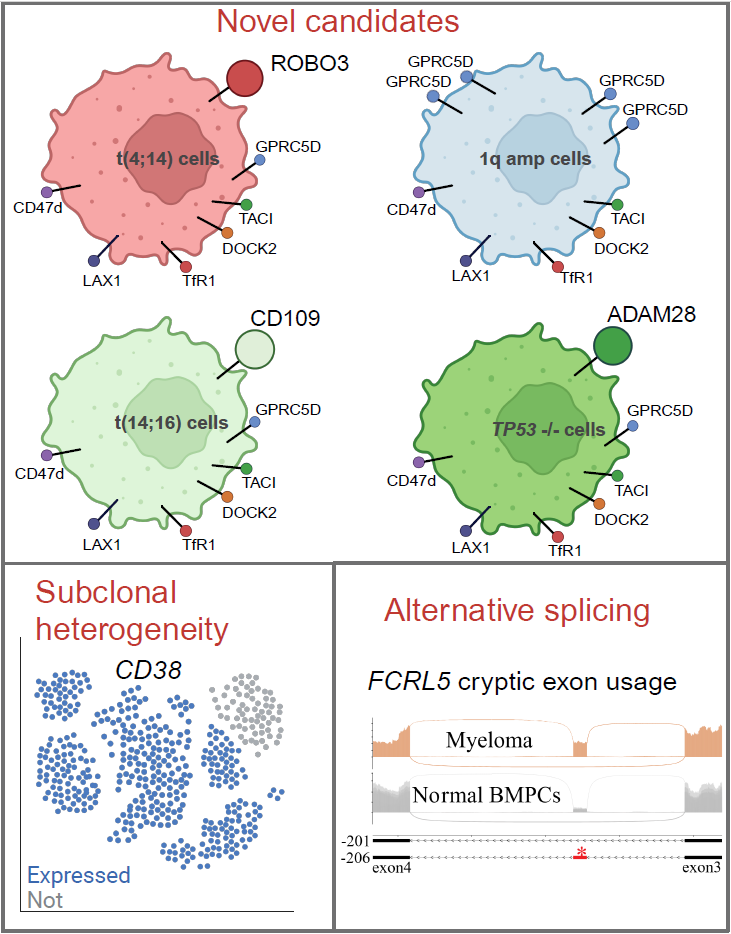 Novel candidates
ROBO3
t(4;14) cells
GPRC5D
CD47d
TACI
DOCK2
LAX1
TfR1
GPRC5D
GPRC5D
GPRC5D
GPRC5D
1q amp cells
CD47d
TACI
DOCK2
LAX1
TfR1
CD109
t(14;16) cells
GPRC5D
CD47d
TACI
DOCK2
LAX1
TfR1
ADAM28
TP53 -/- cells
GPRC5D
CD47d
TACI
DOCK2
LAX1
TfR1
Subclonal
heterogeneity
CD38
Expressed
Not
Alternative splicing
FCRL5 cryptic exon usage
Myeloma
Normal BMPCs
-201
-206
*
exon4
exon3